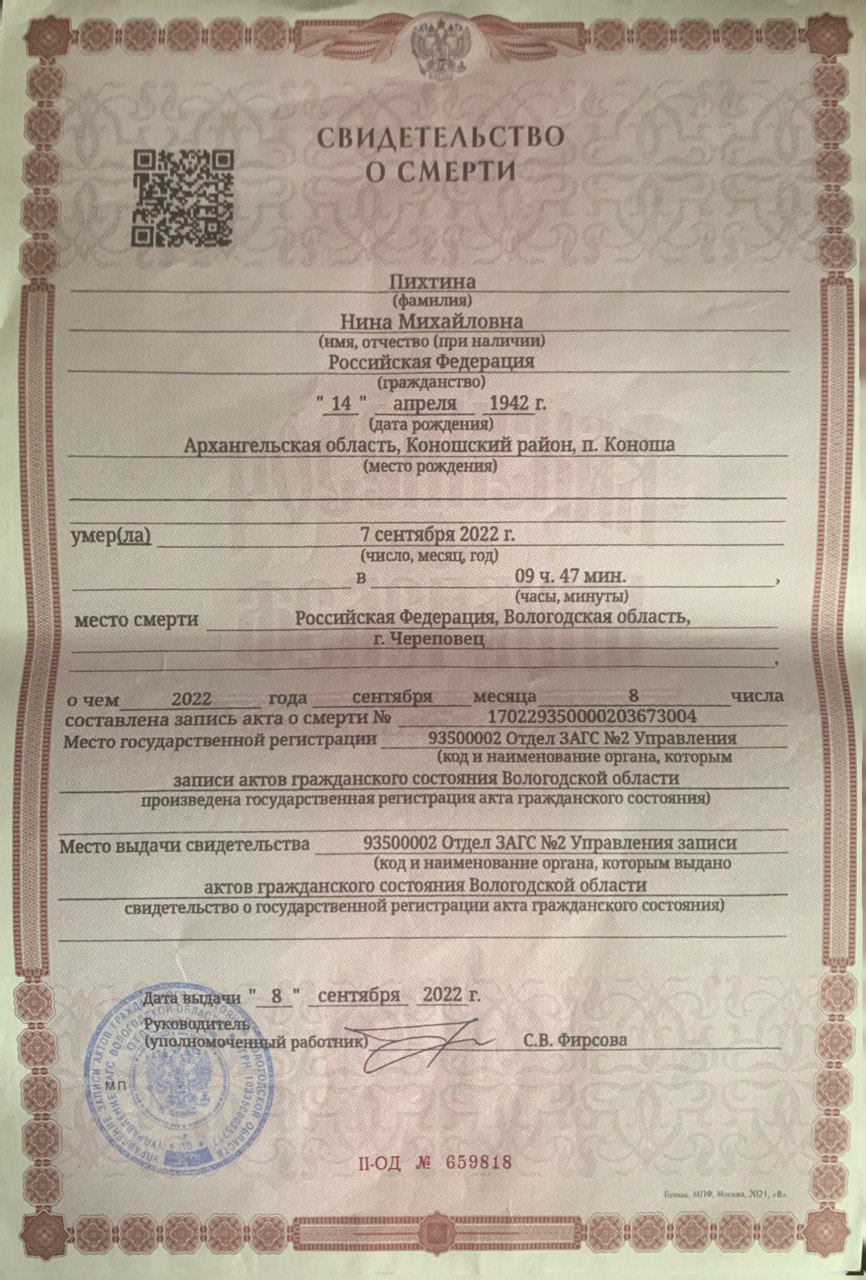 СВИДЕТЕЛЬСТВО
О СМЕРТИ
Пихтина
(фамилия)
Нина Михайловна
(имя, отчество (при наличии)
Российская Федерация
(гражданство)
" 14 " апреля 1942 г.
(дата рождения)
Архангельская область, Коношский район, п. Коноша
(место рождения)
умер(ла) 7 сентября 2022 г.
(число, месяц, год)
в 09 ч. 47 мин. ,
(часы, минуты)
место смерти Российская Федерация, Вологодская область,
г. Череповец
,
о чем 2022 года сентября месяца 8 числа
составлена запись акта о смерти № 170229350000203673004
Место государственной регистрации 93500002 Отдел ЗАГС №2 Управления
(код и наименование органа, которым
записи актов гражданского состояния Вологодской области
произведена государственная регистрация акта гражданского состояния)
Место выдачи свидетельства 93500002 Отдел ЗАГС №2 Управления записи
(код и наименование органа, которым выдано
актов гражданского состояния Вологодской области
свидетельство о государственной регистрации акта гражданского состояния)
Дата выдачи " 8 " сентября 2022 г.
Руководитель
(уполномоченный работник) С.В. Фирсова
МП
II-ОД № 659818
Гознак, МПФ, Москва, 2021, «В».